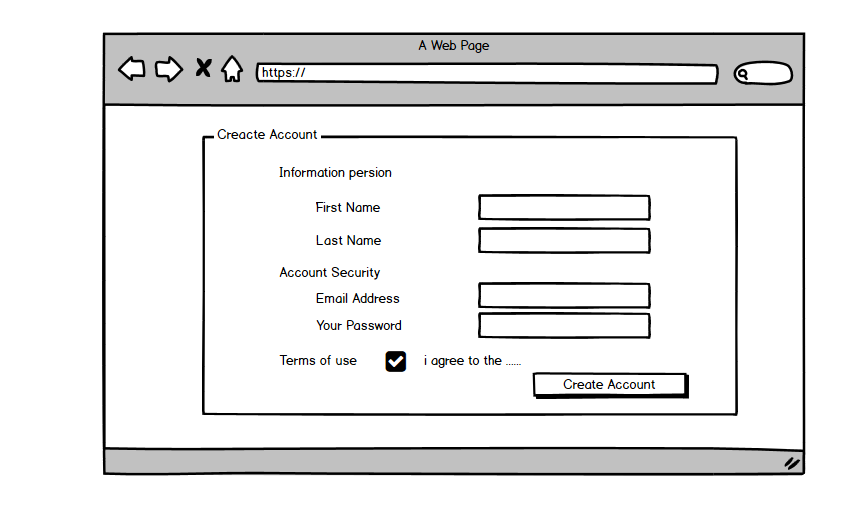 A Web Page
https://
Creacte Account
Information persion
First Name
Last Name
Account Security
Email Address
Your Password
Terms of use i agree to the ......
Create Account